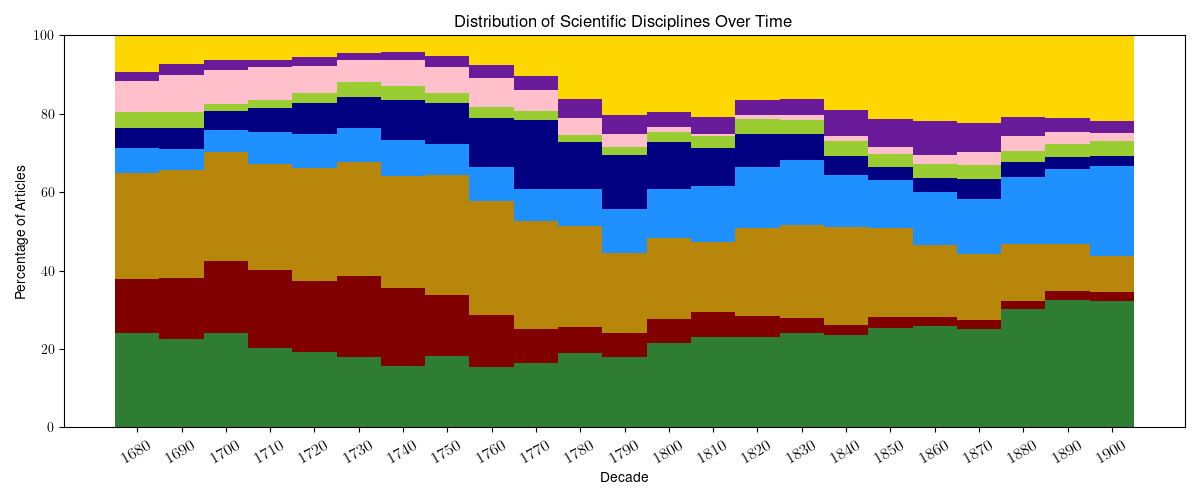 Distribution of Scientific Disciplines Over Time
100
80
60
40
20
0
Percentage of Articles
1680 1690 1700 1710 1720 1730 1740 1750 1760 1770 1780 1790 1800 1810 1820 1830 1840 1850 1860 1870 1880 1890 1900
Decade